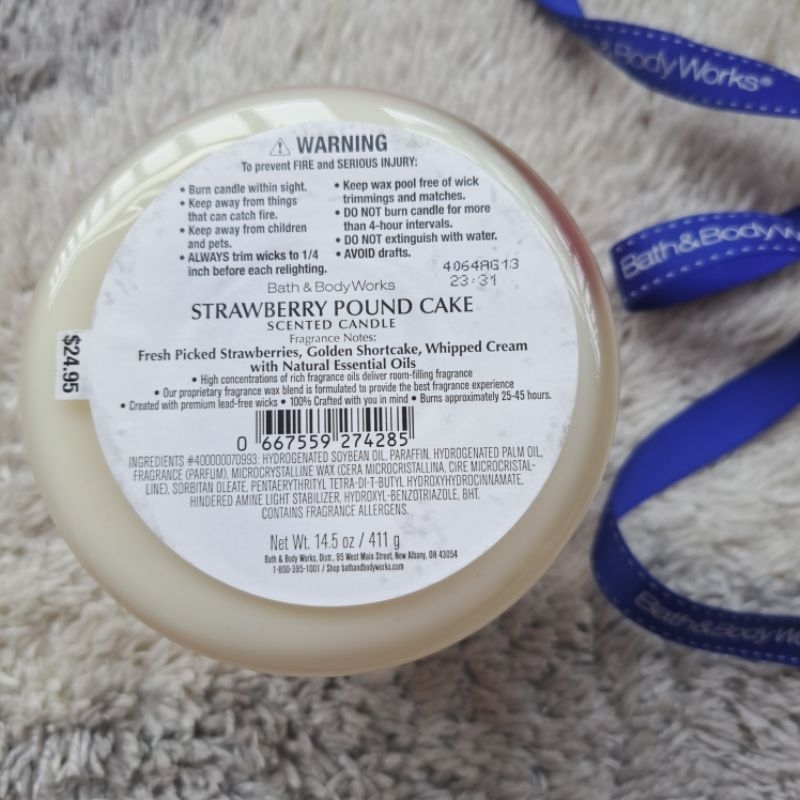 ⚠ WARNING
To prevent FIRE and SERIOUS INJURY:
• Burn candle within sight.
• Keep away from things
that can catch fire.
• Keep away from children
and pets.
• ALWAYS trim wicks to 1/4
inch before each relighting.
• Keep wax pool free of wick
trimmings and matches.
• DO NOT burn candle for more
than 4-hour intervals.
• DO NOT extinguish with water.
• AVOID drafts.
4064AG13
23:31
Bath & Body Works
STRAWBERRY POUND CAKE
SCENTED CANDLE
Fragrance Notes:
Fresh Picked Strawberries, Golden Shortcake, Whipped Cream
with Natural Essential Oils
• High concentrations of rich fragrance oils deliver room-filling fragrance
• Our proprietary fragrance wax blend is formulated to provide the best fragrance experience
• Created with premium lead-free wicks • 100% Crafted with you in mind • Burns approximately 25-45 hours.
0 667559 274285
INGREDIENTS #400000070993: HYDROGENATED SOYBEAN OIL, PARAFFIN, HYDROGENATED PALM OIL,
FRAGRANCE (PARFUM), MICROCRYSTALLINE WAX (CERA MICROCRISTALLINA, CIRE MICROCRISTAL-
LINE), SORBITAN OLEATE, PENTAERYTHRITYL TETRA-DI-T-BUTYL HYDROXYHYDROCINNAMATE,
HINDERED AMINE LIGHT STABILIZER, HYDROXYL-BENZOTRIAZOLE, BHT.
CONTAINS FRAGRANCE ALLERGENS.
Net Wt. 14.5 oz / 411 g
Bath & Body Works, Distr., 95 West Main Street, New Albany, OH 43054
1-800-395-1001 / Shop bathandbodyworks.com
$24.95
&BodyWorks®
Bath&BodyW
Bath&BodyWo